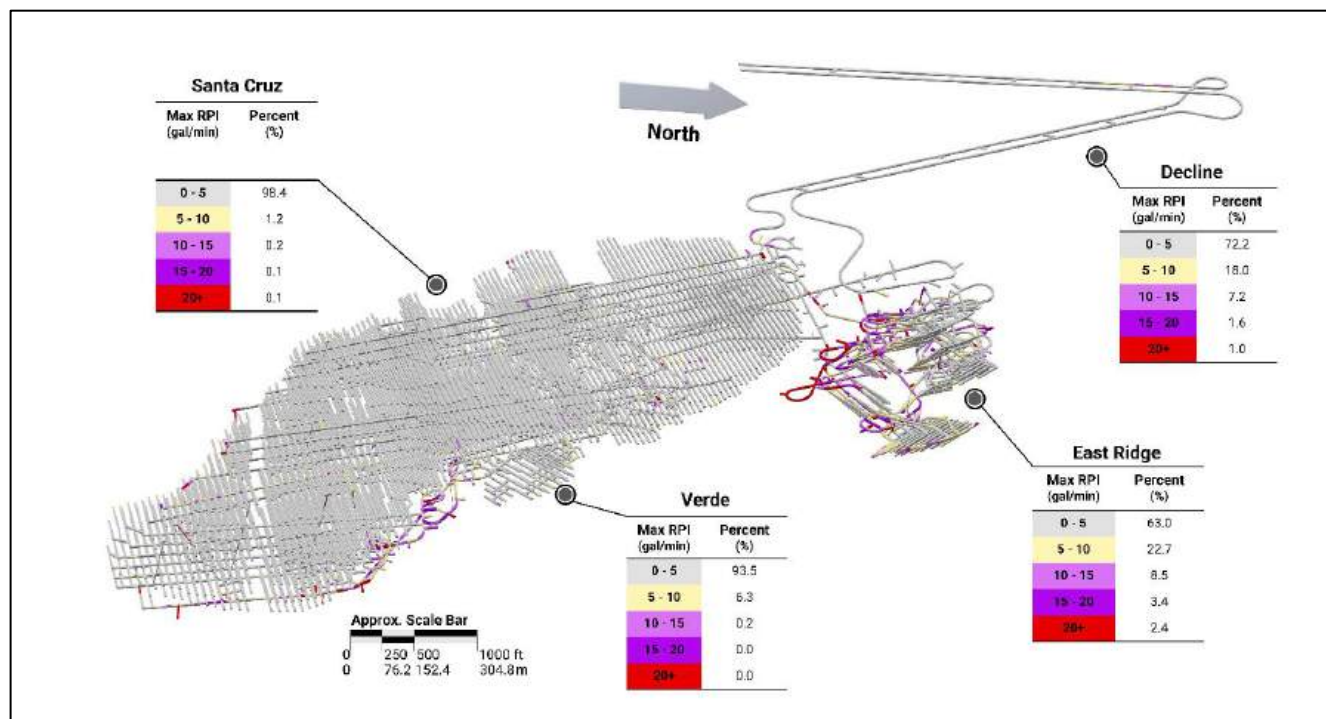 Santa Cruz
Max RPI (gal/min) Percent (%)
0 - 5 98.4
5 - 10 1.2
10 - 15 0.2
15 - 20 0.1
20+ 0.1
North
Decline
Max RPI (gal/min) Percent (%)
0 - 5 72.2
5 - 10 18.0
10 - 15 7.2
15 - 20 1.6
20+ 1.0
East Ridge
Max RPI (gal/min) Percent (%)
0 - 5 63.0
5 - 10 22.7
10 - 15 8.5
15 - 20 3.4
20+ 2.4
Verde
Max RPI (gal/min) Percent (%)
0 - 5 93.5
5 - 10 6.3
10 - 15 0.2
15 - 20 0.0
20+ 0.0
Approx. Scale Bar
0 250 500 1000 ft
0 76.2 152.4 304.8m